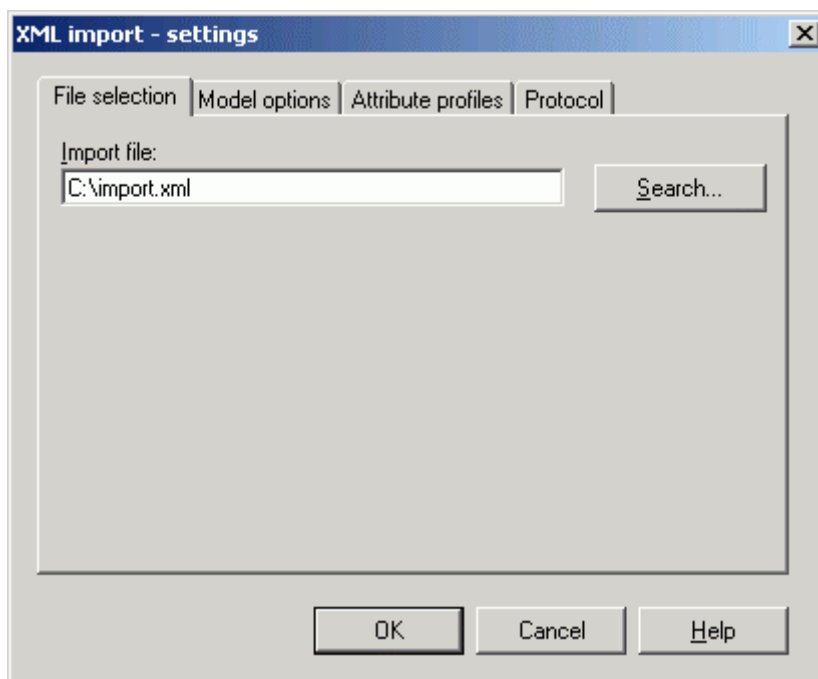 XML import - settings
File selection Model options Attribute profiles Protocol
Import file:
C:\import.xml Search...
OK Cancel Help